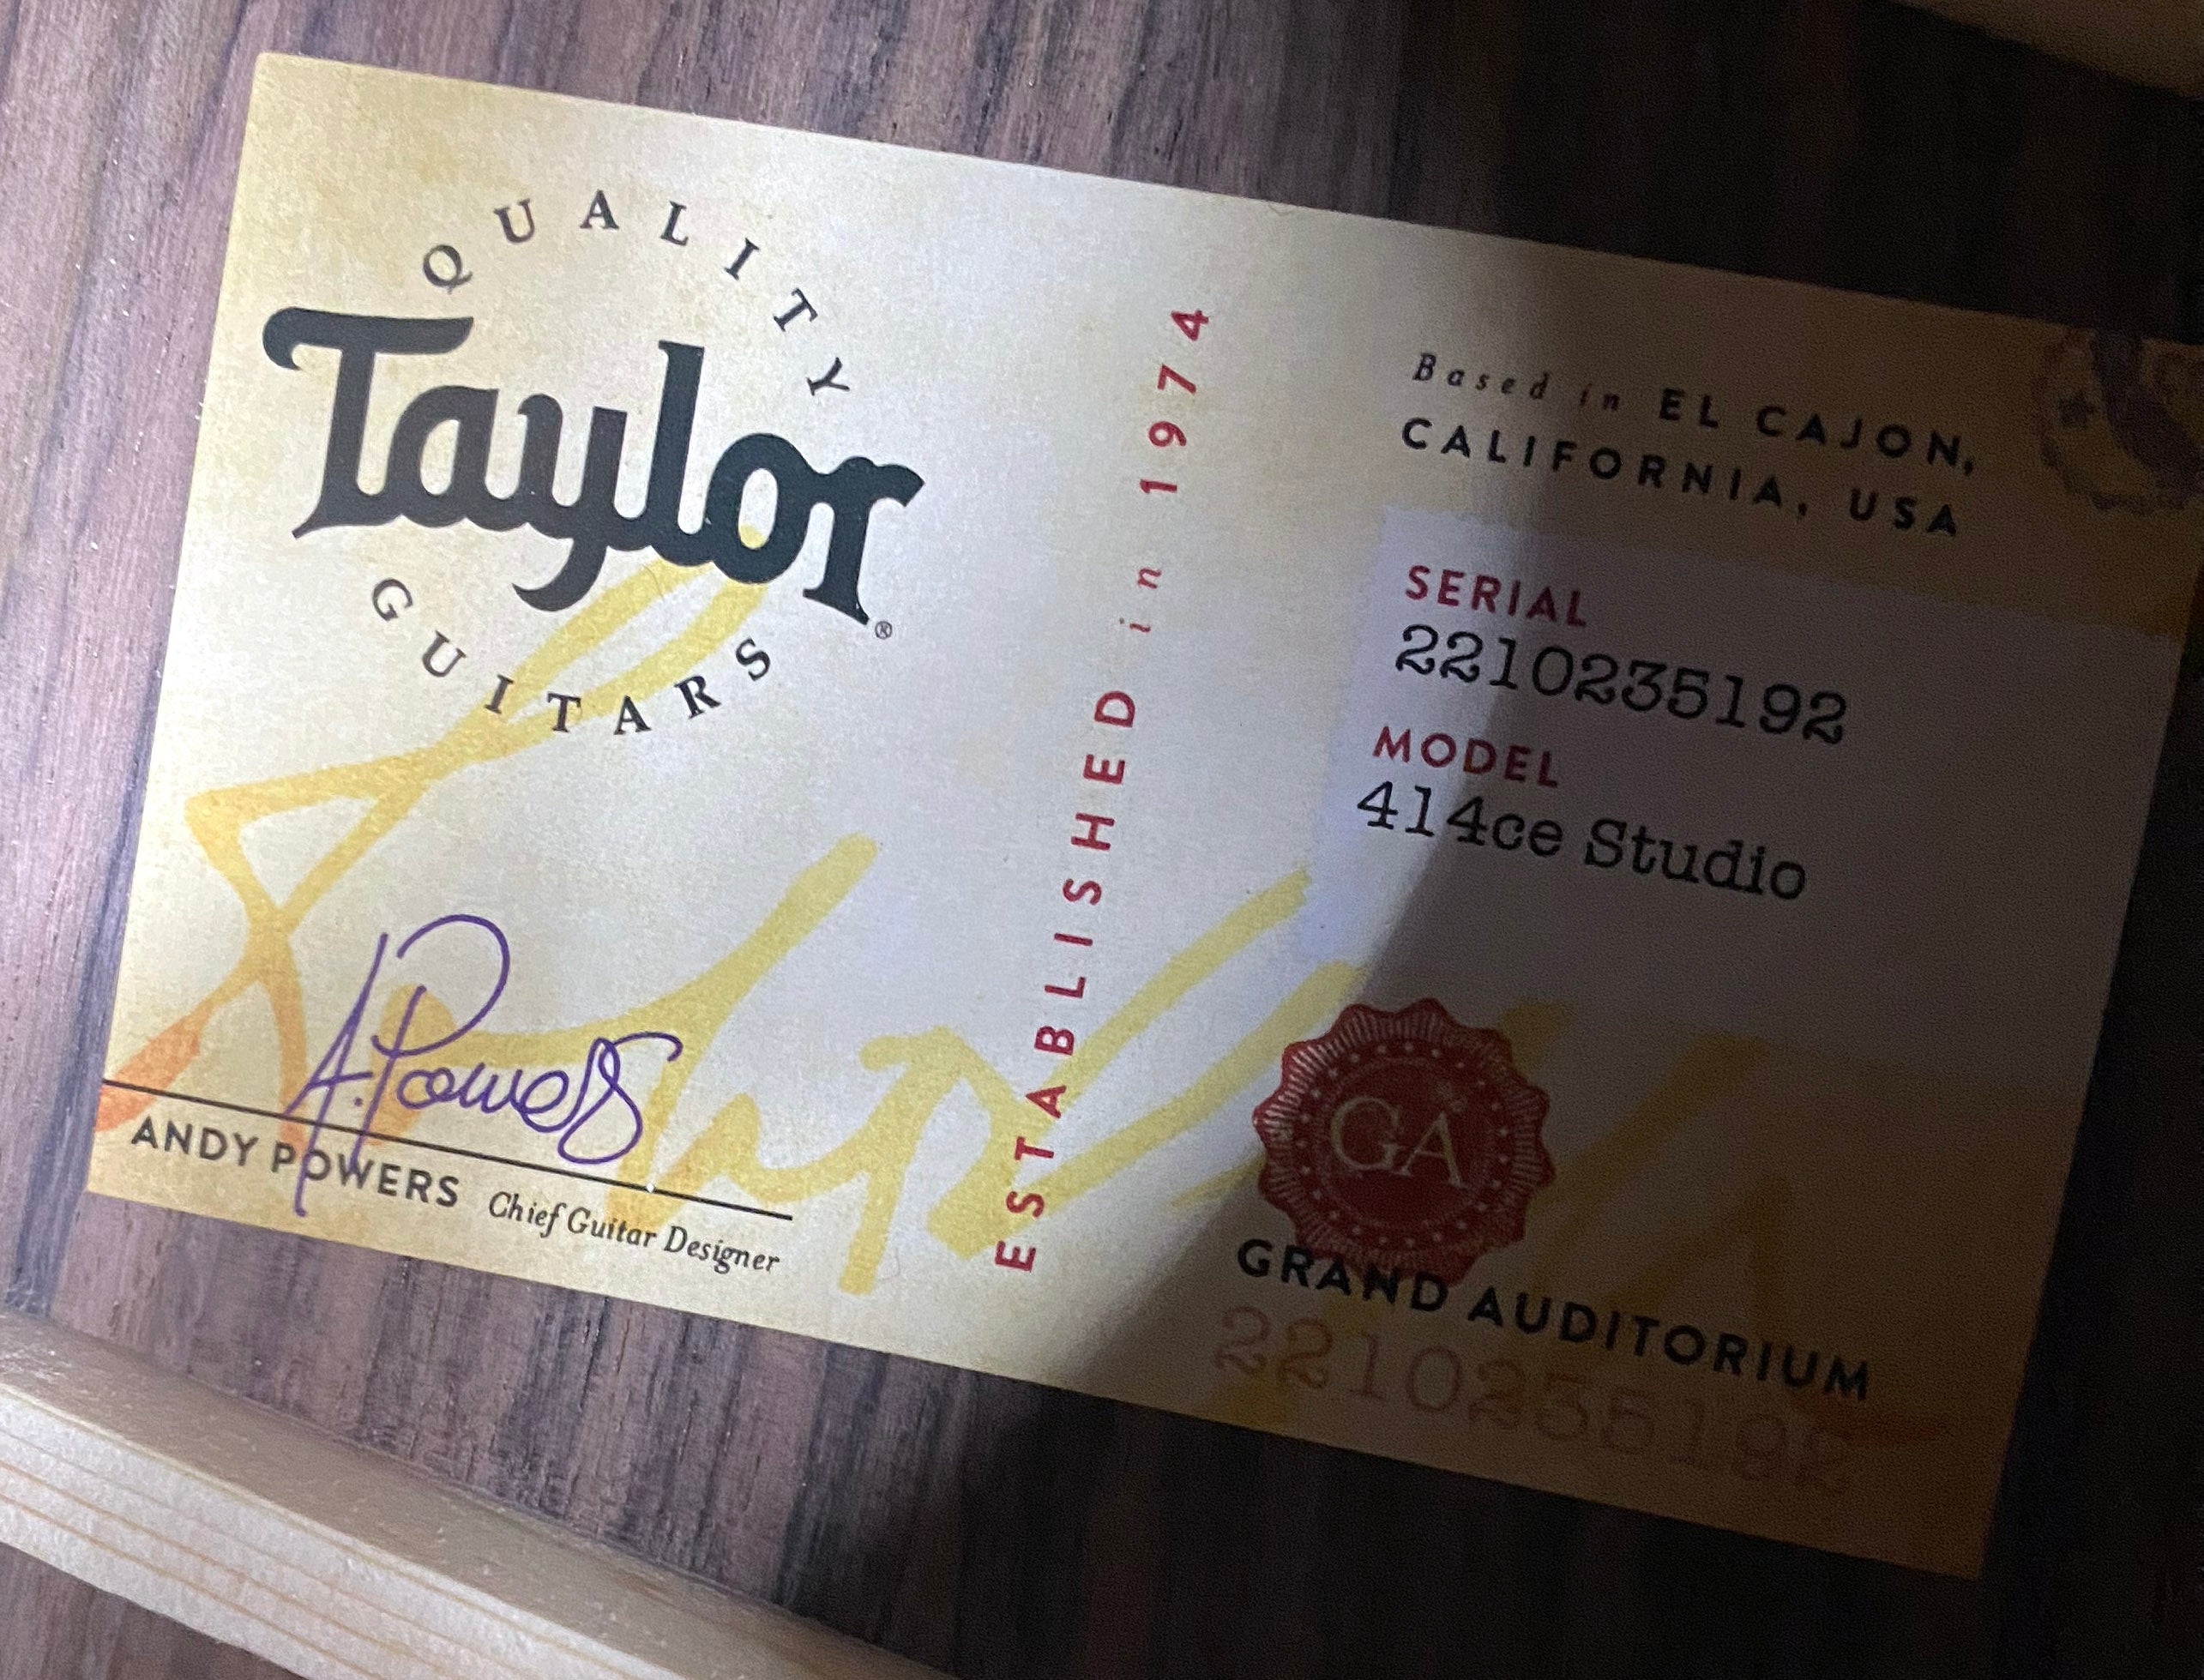 QUALITY
Taylor®
GUITARS
A. Powers
ANDY POWERS Chief Guitar Designer
ESTABLISHED in 1974
Based in EL CAJON,
CALIFORNIA, USA
SERIAL
2210235192
MODEL
414ce Studio
GA
GRAND AUDITORIUM
2210235192